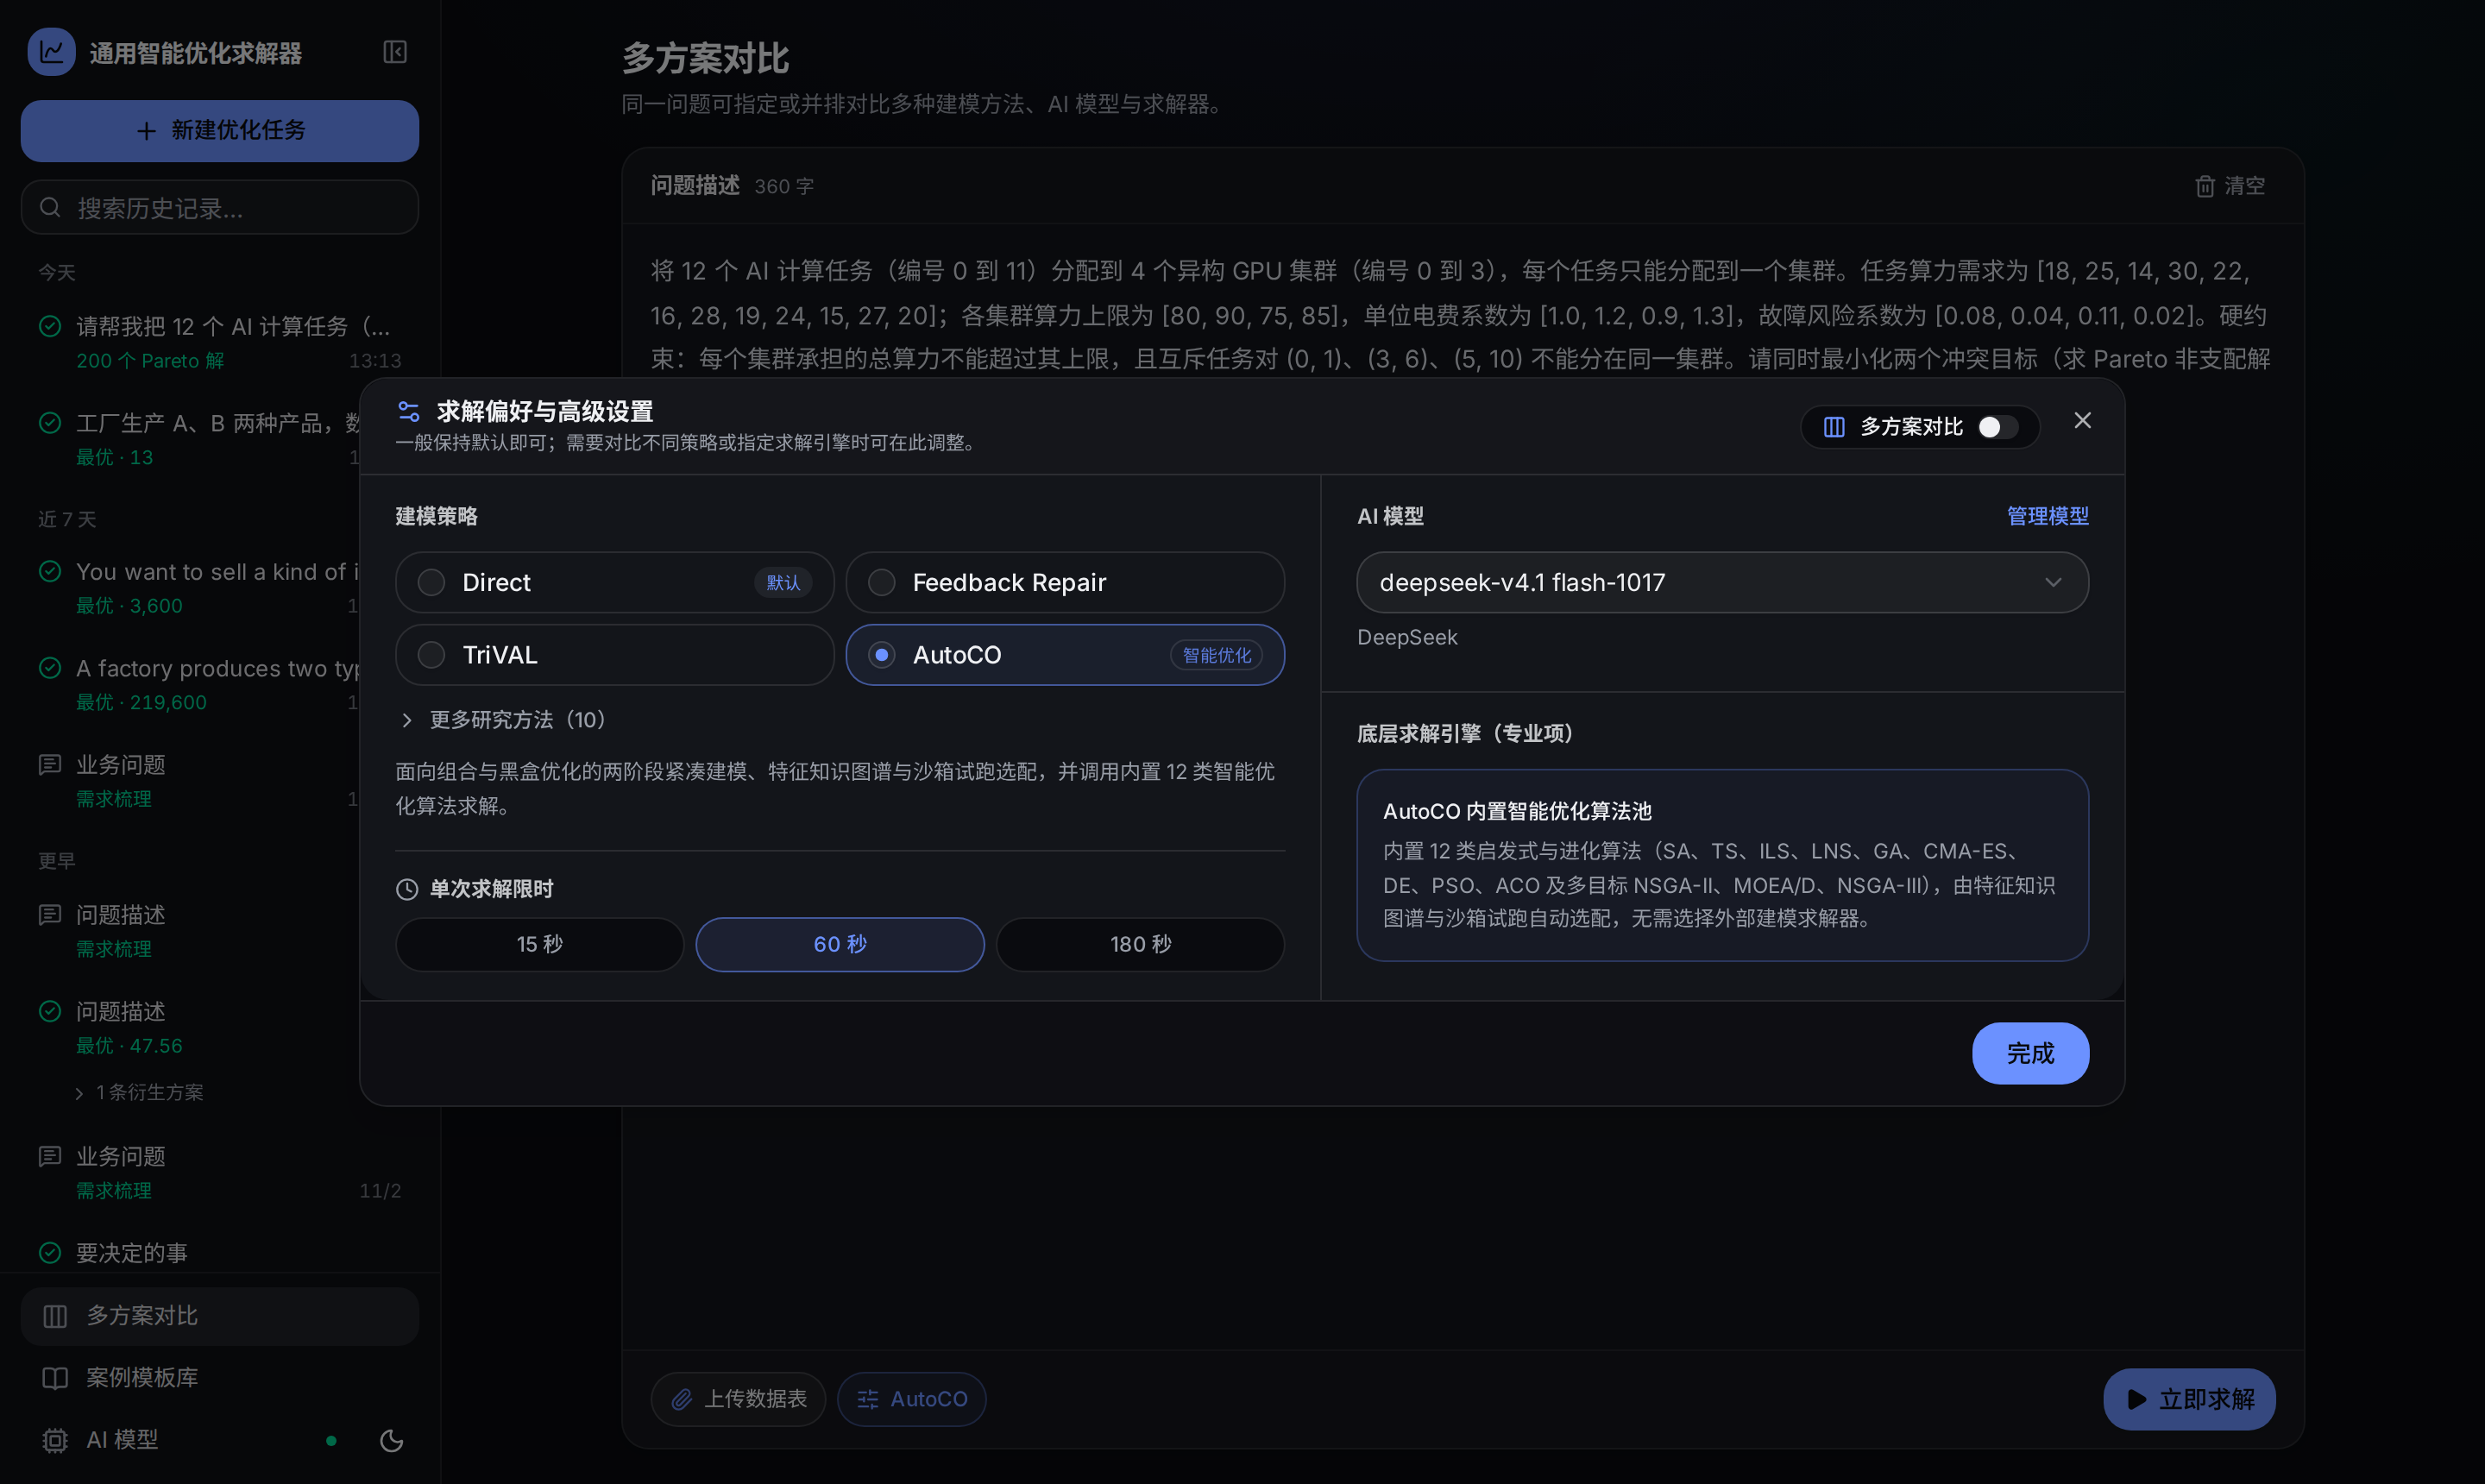 通用智能优化求解器
新建优化任务
搜索历史记录...
今天
请帮我把 12 个 AI 计算任务（...
200 个 Pareto 解
13:13
工厂生产 A、B 两种产品，数
最优 · 13
1
近 7 天
You want to sell a kind of i
最优 · 3,600
1
A factory produces two typ
最优 · 219,600
1
业务问题
需求梳理
1
更早
问题描述
需求梳理
问题描述
最优 · 47.56
1 条衍生方案
业务问题
需求梳理
11/2
要决定的事
多方案对比
案例模板库
AI 模型
多方案对比
同一问题可指定或并排对比多种建模方法、AI 模型与求解器。
问题描述 360 字
清空
将 12 个 AI 计算任务（编号 0 到 11）分配到 4 个异构 GPU 集群（编号 0 到 3），每个任务只能分配到一个集群。任务算力需求为 [18, 25, 14, 30, 22,
16, 28, 19, 24, 15, 27, 20]；各集群算力上限为 [80, 90, 75, 85]，单位电费系数为 [1.0, 1.2, 0.9, 1.3]，故障风险系数为 [0.08, 0.04, 0.11, 0.02]。硬约
束：每个集群承担的总算力不能超过其上限，且互斥任务对 (0, 1)、(3, 6)、(5, 10) 不能分在同一集群。请同时最小化两个冲突目标（求 Pareto 非支配解
求解偏好与高级设置
一般保持默认即可；需要对比不同策略或指定求解引擎时可在此调整。
多方案对比
建模策略
Direct
默认
Feedback Repair
TriVAL
AutoCO
智能优化
更多研究方法（10）
面向组合与黑盒优化的两阶段紧凑建模、特征知识图谱与沙箱试跑选配，并调用内置 12 类智能优
化算法求解。
单次求解限时
15 秒
60 秒
180 秒
AI 模型
管理模型
deepseek-v4.1 flash-1017
DeepSeek
底层求解引擎（专业项）
AutoCO 内置智能优化算法池
内置 12 类启发式与进化算法（SA、TS、ILS、LNS、GA、CMA-ES、
DE、PSO、ACO 及多目标 NSGA-II、MOEA/D、NSGA-III），由特征知识
图谱与沙箱试跑自动选配，无需选择外部建模求解器。
完成
上传数据表
AutoCO
立即求解